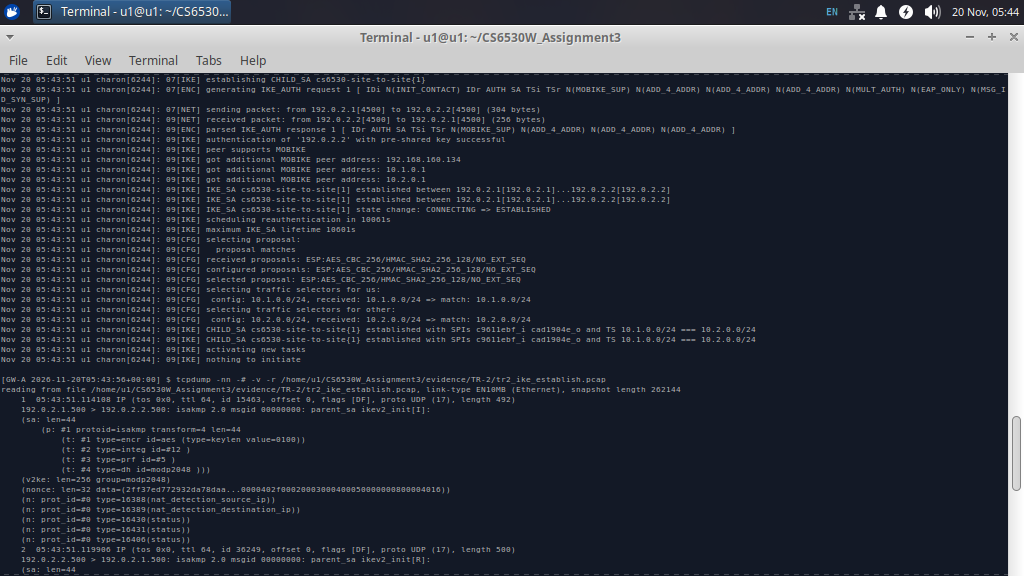 Terminal - u1@u1: ~/CS6530...
EN
20 Nov, 05:44
Terminal - u1@u1: ~/CS6530W_Assignment3
File Edit View Terminal Tabs Help
Nov 20 05:43:51 u1 charon[6244]: 07[IKE] establishing CHILD_SA cs6530-site-to-site{1}
Nov 20 05:43:51 u1 charon[6244]: 07[ENC] generating IKE_AUTH request 1 [ IDi N(INIT_CONTACT) IDr AUTH SA TSi TSr N(MOBIKE_SUP) N(ADD_4_ADDR) N(ADD_4_ADDR) N(ADD_4_ADDR) N(MULT_AUTH) N(EAP_ONLY) N(MSG_I
D_SYN_SUP) ]
Nov 20 05:43:51 u1 charon[6244]: 07[NET] sending packet: from 192.0.2.1[4500] to 192.0.2.2[4500] (304 bytes)
Nov 20 05:43:51 u1 charon[6244]: 09[NET] received packet: from 192.0.2.2[4500] to 192.0.2.1[4500] (256 bytes)
Nov 20 05:43:51 u1 charon[6244]: 09[ENC] parsed IKE_AUTH response 1 [ IDr AUTH SA TSi TSr N(MOBIKE_SUP) N(ADD_4_ADDR) N(ADD_4_ADDR) N(ADD_4_ADDR) ]
Nov 20 05:43:51 u1 charon[6244]: 09[IKE] authentication of '192.0.2.2' with pre-shared key successful
Nov 20 05:43:51 u1 charon[6244]: 09[IKE] peer supports MOBIKE
Nov 20 05:43:51 u1 charon[6244]: 09[IKE] got additional MOBIKE peer address: 192.168.160.134
Nov 20 05:43:51 u1 charon[6244]: 09[IKE] got additional MOBIKE peer address: 10.1.0.1
Nov 20 05:43:51 u1 charon[6244]: 09[IKE] got additional MOBIKE peer address: 10.2.0.1
Nov 20 05:43:51 u1 charon[6244]: 09[IKE] IKE_SA cs6530-site-to-site[1] established between 192.0.2.1[192.0.2.1]...192.0.2.2[192.0.2.2]
Nov 20 05:43:51 u1 charon[6244]: 09[IKE] IKE_SA cs6530-site-to-site[1] established between 192.0.2.1[192.0.2.1]...192.0.2.2[192.0.2.2]
Nov 20 05:43:51 u1 charon[6244]: 09[IKE] IKE_SA cs6530-site-to-site[1] state change: CONNECTING => ESTABLISHED
Nov 20 05:43:51 u1 charon[6244]: 09[IKE] scheduling reauthentication in 10061s
Nov 20 05:43:51 u1 charon[6244]: 09[IKE] maximum IKE_SA lifetime 10601s
Nov 20 05:43:51 u1 charon[6244]: 09[CFG] selecting proposal:
Nov 20 05:43:51 u1 charon[6244]: 09[CFG]   proposal matches
Nov 20 05:43:51 u1 charon[6244]: 09[CFG] received proposals: ESP:AES_CBC_256/HMAC_SHA2_256_128/NO_EXT_SEQ
Nov 20 05:43:51 u1 charon[6244]: 09[CFG] configured proposals: ESP:AES_CBC_256/HMAC_SHA2_256_128/NO_EXT_SEQ
Nov 20 05:43:51 u1 charon[6244]: 09[CFG] selected proposal: ESP:AES_CBC_256/HMAC_SHA2_256_128/NO_EXT_SEQ
Nov 20 05:43:51 u1 charon[6244]: 09[CFG] selecting traffic selectors for us:
Nov 20 05:43:51 u1 charon[6244]: 09[CFG]  config: 10.1.0.0/24, received: 10.1.0.0/24 => match: 10.1.0.0/24
Nov 20 05:43:51 u1 charon[6244]: 09[CFG] selecting traffic selectors for other:
Nov 20 05:43:51 u1 charon[6244]: 09[CFG]  config: 10.2.0.0/24, received: 10.2.0.0/24 => match: 10.2.0.0/24
Nov 20 05:43:51 u1 charon[6244]: 09[IKE] CHILD_SA cs6530-site-to-site{1} established with SPIs c9611ebf_i cad1904e_o and TS 10.1.0.0/24 === 10.2.0.0/24
Nov 20 05:43:51 u1 charon[6244]: 09[IKE] CHILD_SA cs6530-site-to-site{1} established with SPIs c9611ebf_i cad1904e_o and TS 10.1.0.0/24 === 10.2.0.0/24
Nov 20 05:43:51 u1 charon[6244]: 09[IKE] activating new tasks
Nov 20 05:43:51 u1 charon[6244]: 09[IKE] nothing to initiate
[GW-A 2026-11-20T05:43:56+00:00] $ tcpdump -nn -# -v -r /home/u1/CS6530W_Assignment3/evidence/TR-2/tr2_ike_establish.pcap
reading from file /home/u1/CS6530W_Assignment3/evidence/TR-2/tr2_ike_establish.pcap, link-type EN10MB (Ethernet), snapshot length 262144
1  05:43:51.114108 IP (tos 0x0, ttl 64, id 15463, offset 0, flags [DF], proto UDP (17), length 492)
192.0.2.1.500 > 192.0.2.2.500: isakmp 2.0 msgid 00000000: parent_sa ikev2_init[I]:
(sa: len=44
(p: #1 protoid=isakmp transform=4 len=44
(t: #1 type=encr id=aes (type=keylen value=0100))
(t: #2 type=integ id=#12 )
(t: #3 type=prf id=#5 )
(t: #4 type=dh id=modp2048 )))
(v2ke: len=256 group=modp2048)
(nonce: len=32 data=(2ff37ed772932da78daa...0000402f00020003000400050000000800004016))
(n: prot_id=#0 type=16388(nat_detection_source_ip))
(n: prot_id=#0 type=16389(nat_detection_destination_ip))
(n: prot_id=#0 type=16430(status))
(n: prot_id=#0 type=16431(status))
(n: prot_id=#0 type=16406(status))
2  05:43:51.119906 IP (tos 0x0, ttl 64, id 36249, offset 0, flags [DF], proto UDP (17), length 500)
192.0.2.2.500 > 192.0.2.1.500: isakmp 2.0 msgid 00000000: parent_sa ikev2_init[R]:
(sa: len=44